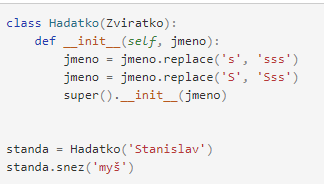 class Hadatko(Zviratko):
    def __init__(self, jmeno):
        jmeno = jmeno.replace('s', 'sss')
        jmeno = jmeno.replace('S', 'Sss')
        super().__init__(jmeno)


standa = Hadatko('Stanislav')
standa.snez('myš')